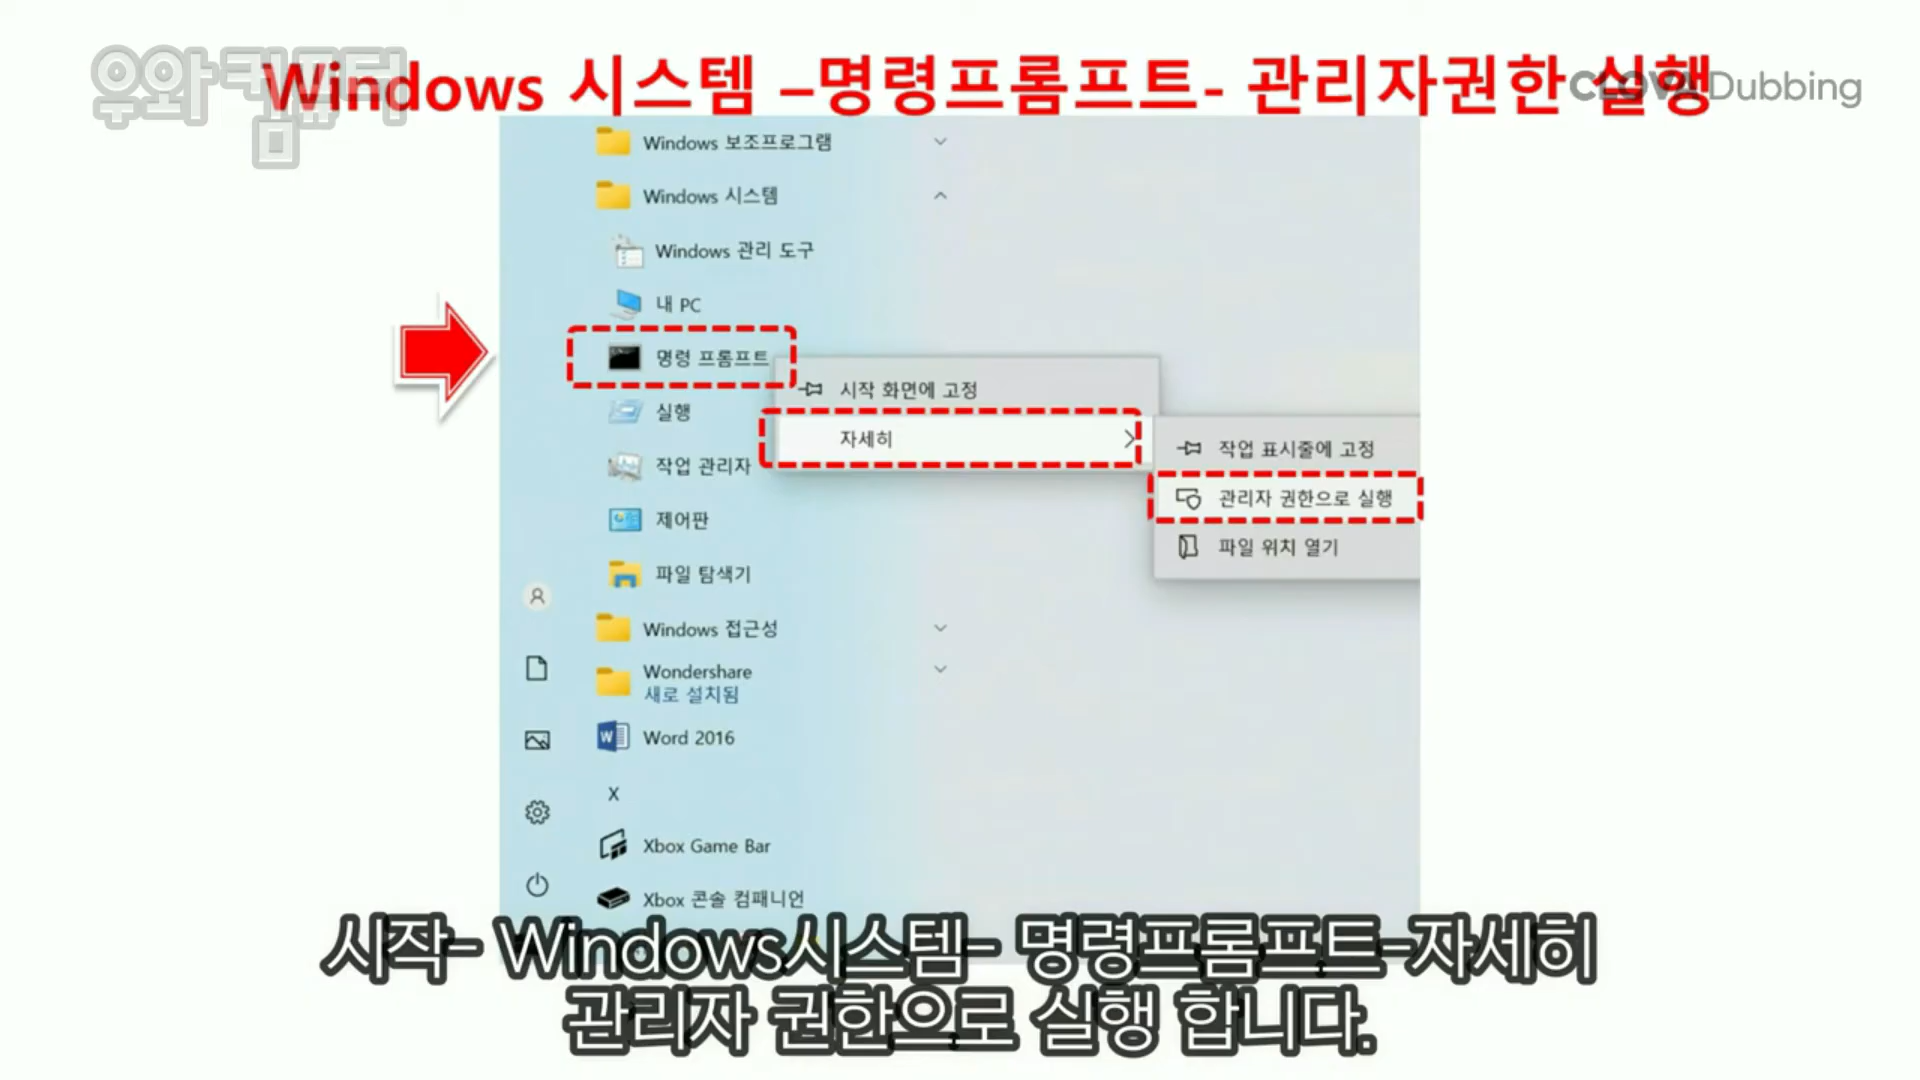 Windows 시스템 –명령프롬프트- 관리자권한 실행
우와 컴퓨터
CLOVA Dubbing
Windows 보조프로그램
Windows 시스템
Windows 관리 도구
내 PC
명령 프롬프트
시작 화면에 고정
실행
자세히
작업 표시줄에 고정
작업 관리자
관리자 권한으로 실행
제어판
파일 위치 열기
파일 탐색기
Windows 접근성
Wondershare
새로 설치됨
Word 2016
X
Xbox Game Bar
Xbox 콘솔 컴패니언
시작- Windows시스템- 명령프롬프트-자세히
관리자 권한으로 실행 합니다.